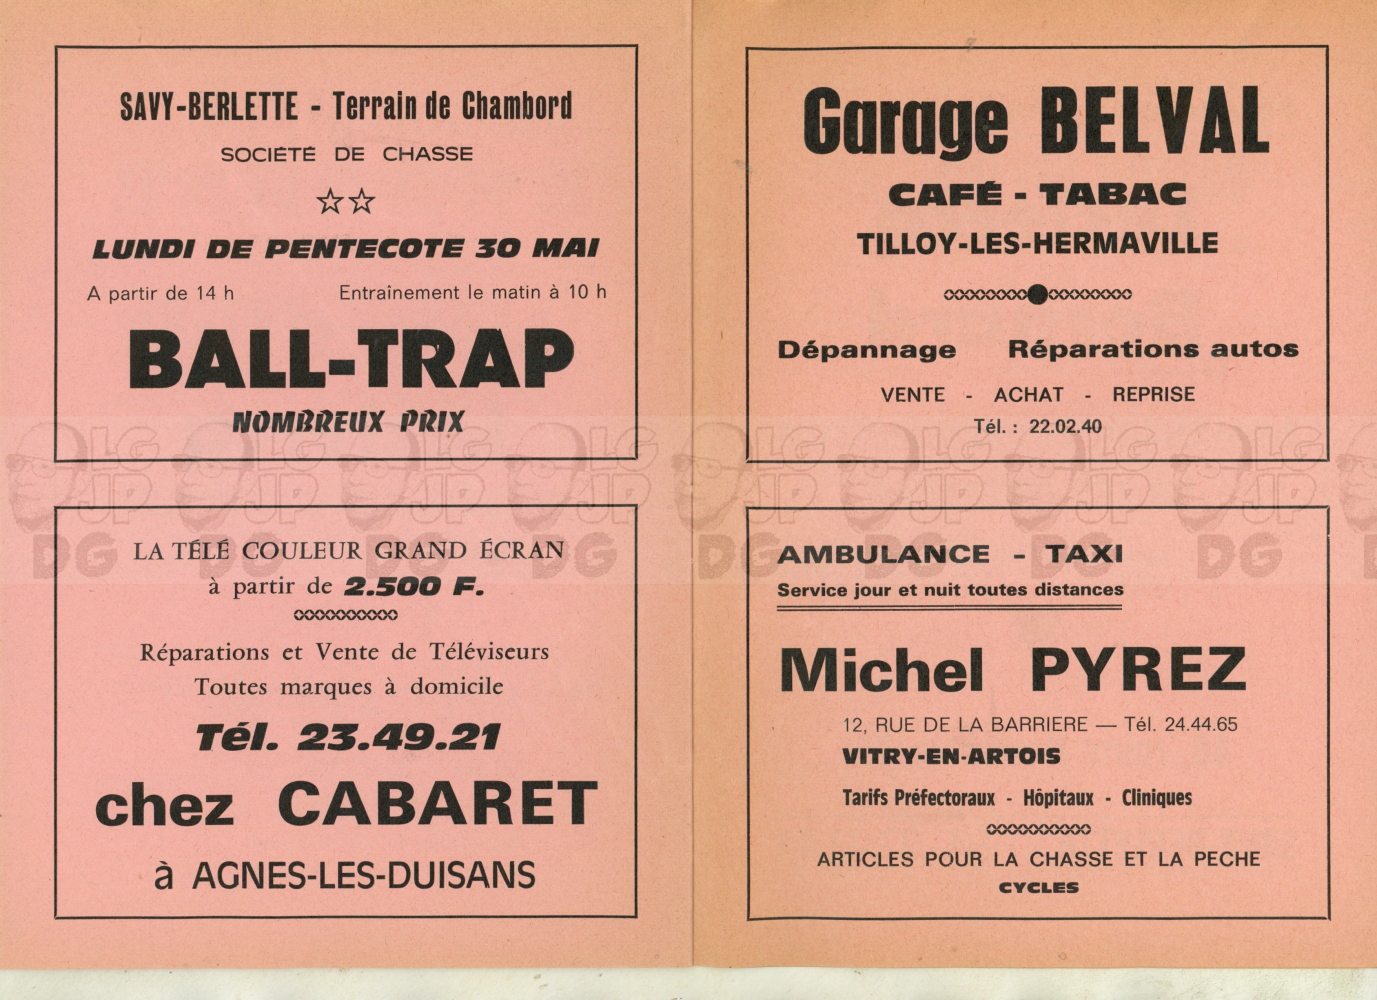 SAVY-BERLETTE - Terrain de Chambord
SOCIÉTÉ DE CHASSE
LUNDI DE PENTECOTE 30 MAI
A partir de 14 h Entraînement le matin à 10 h
BALL-TRAP
NOMBREUX PRIX
LA TÉLÉ COULEUR GRAND ÉCRAN
à partir de 2.500 F.
Réparations et Vente de Téléviseurs
Toutes marques à domicile
Tél. 23.49.21
chez CABARET
à AGNES-LES-DUISANS
Garage BELVAL
CAFÉ - TABAC
TILLOY-LES-HERMAVILLE
Dépannage Réparations autos
VENTE - ACHAT - REPRISE
Tél. : 22.02.40
AMBULANCE - TAXI
Service jour et nuit toutes distances
Michel PYREZ
12, RUE DE LA BARRIERE — Tél. 24.44.65
VITRY-EN-ARTOIS
Tarifs Préfectoraux - Hôpitaux - Cliniques
ARTICLES POUR LA CHASSE ET LA PECHE
CYCLES
LG JP DG